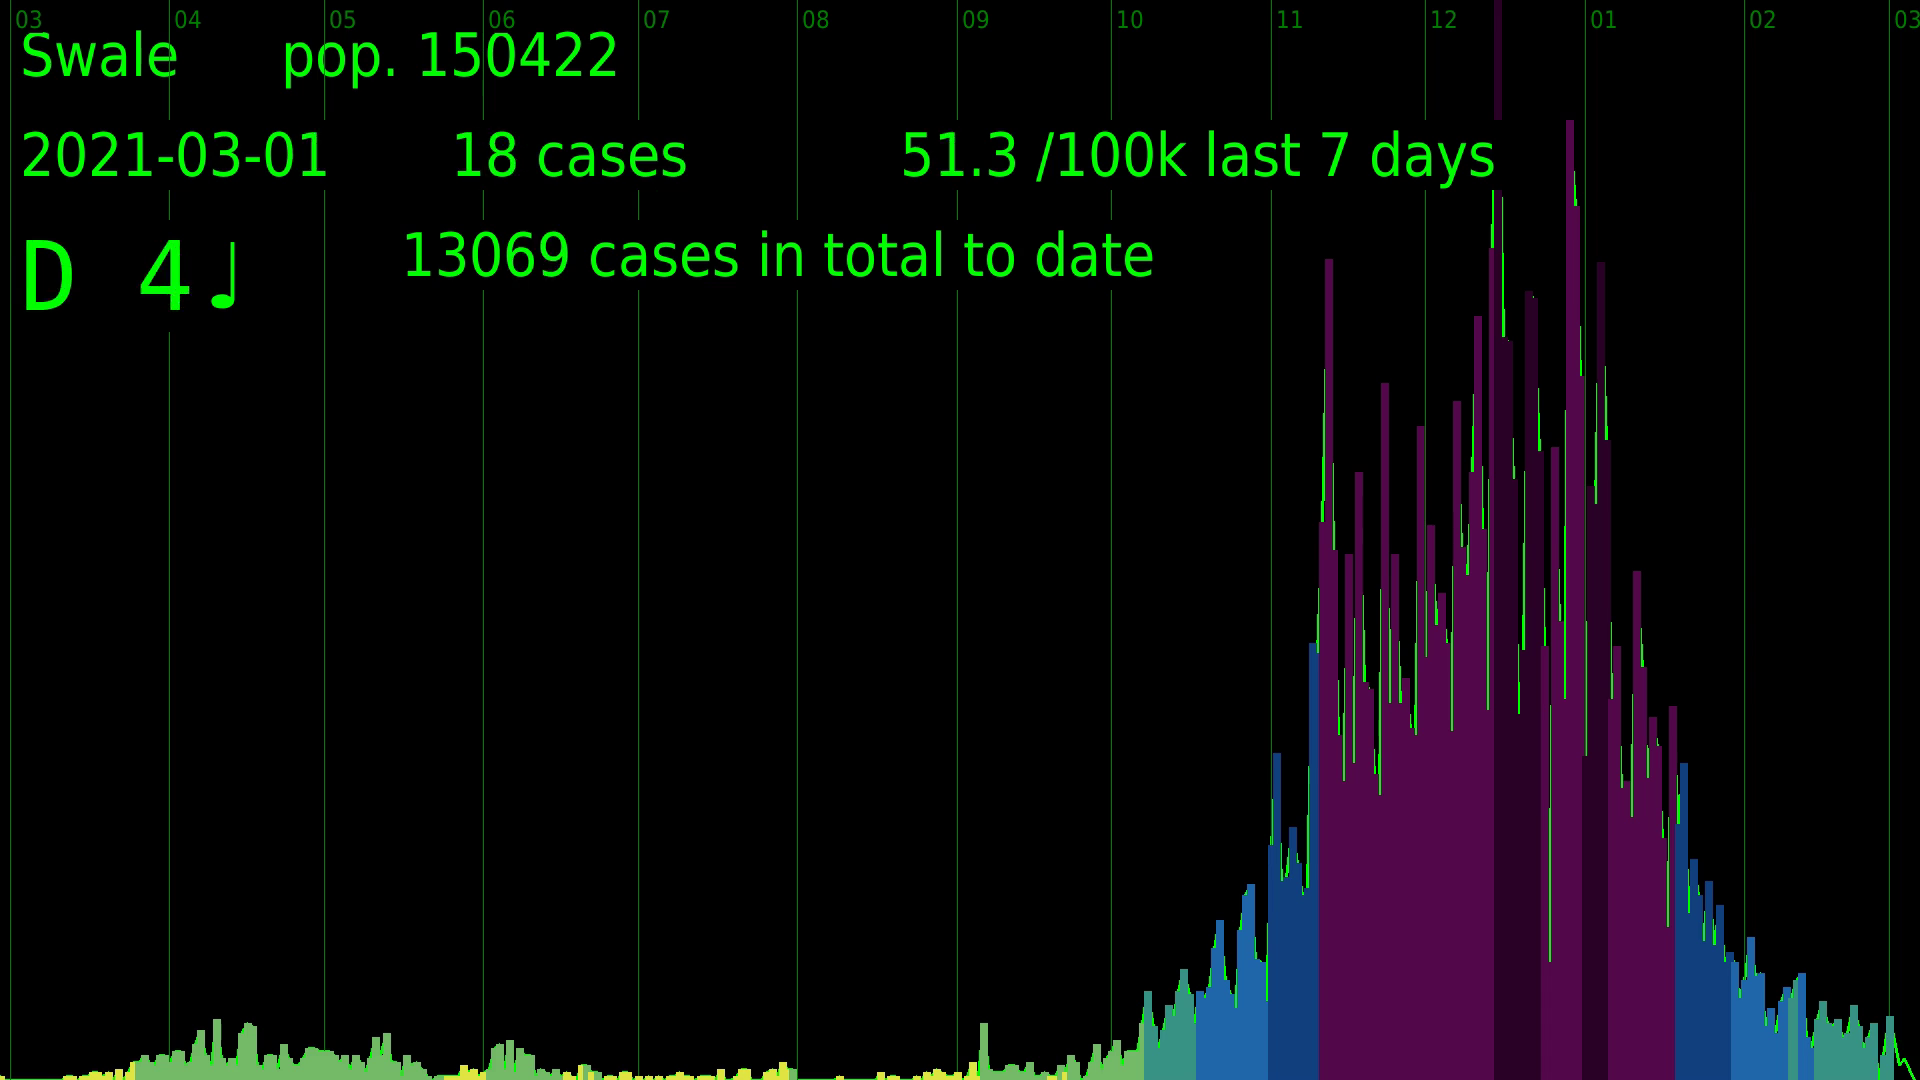 03 04 05 06 07 08 09 10 11 12 01 02 03
Swale pop. 150422
2021-03-01 18 cases 51.3 /100k last 7 days
D 4♩ 13069 cases in total to date